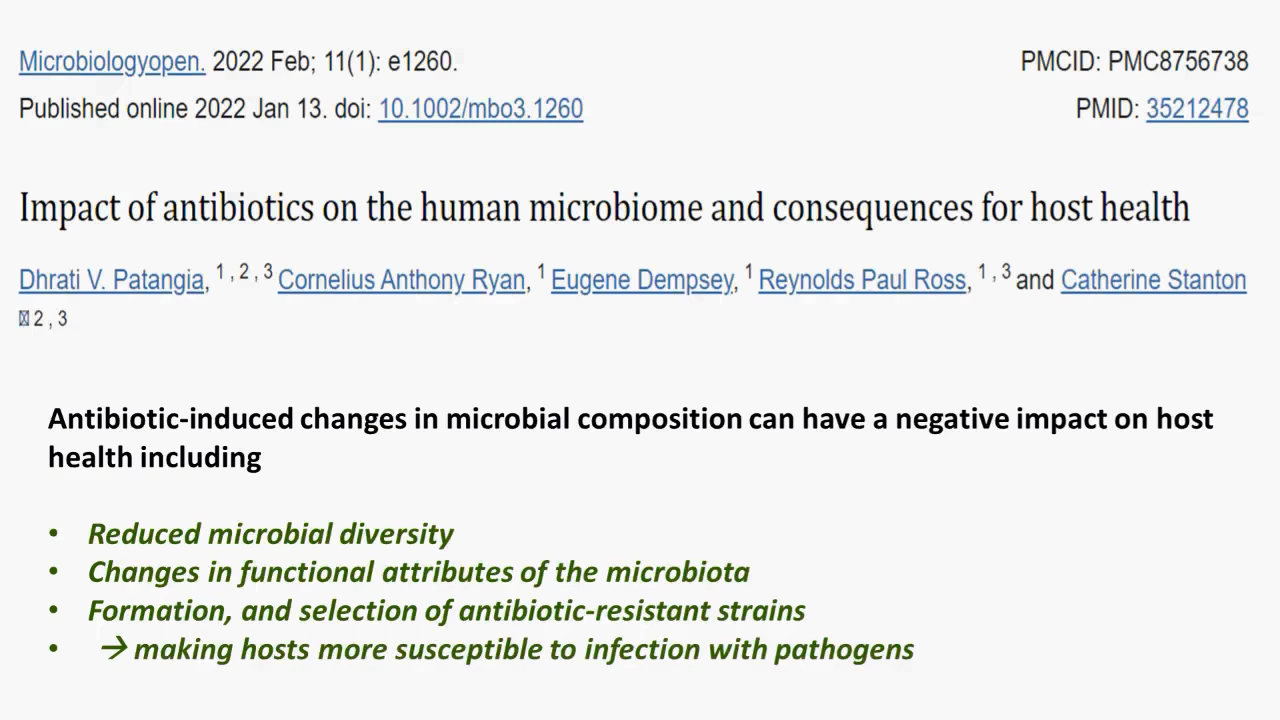 Microbiologyopen. 2022 Feb; 11(1): e1260. PMCID: PMC8756738
Published online 2022 Jan 13. doi: 10.1002/mbo3.1260 PMID: 35212478
Impact of antibiotics on the human microbiome and consequences for host health
Dhrati V. Patangia, 1 , 2 , 3 Cornelius Anthony Ryan, 1 Eugene Dempsey, 1 Reynolds Paul Ross, 1 , 3 and Catherine Stanton
2 , 3
Antibiotic-induced changes in microbial composition can have a negative impact on host
health including
• Reduced microbial diversity
• Changes in functional attributes of the microbiota
• Formation, and selection of antibiotic-resistant strains
• → making hosts more susceptible to infection with pathogens